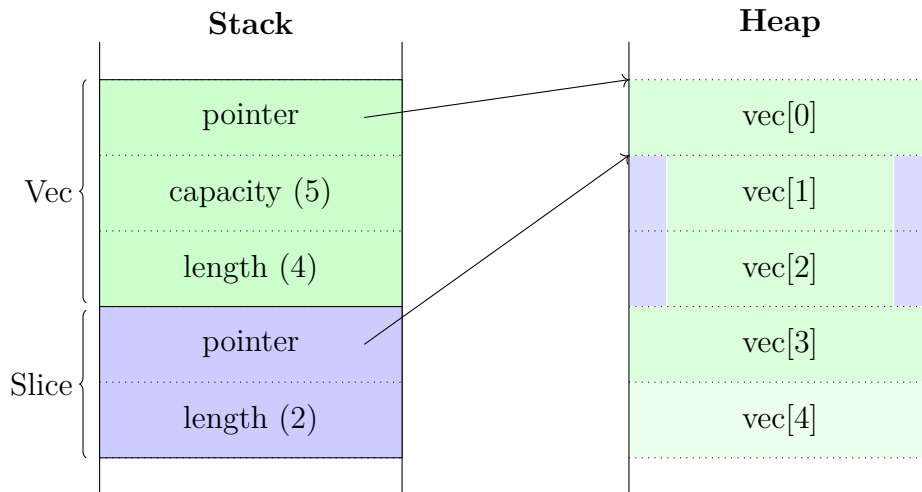 Stack
Heap
Vec
pointer
capacity (5)
length (4)
Slice
pointer
length (2)
vec[0]
vec[1]
vec[2]
vec[3]
vec[4]